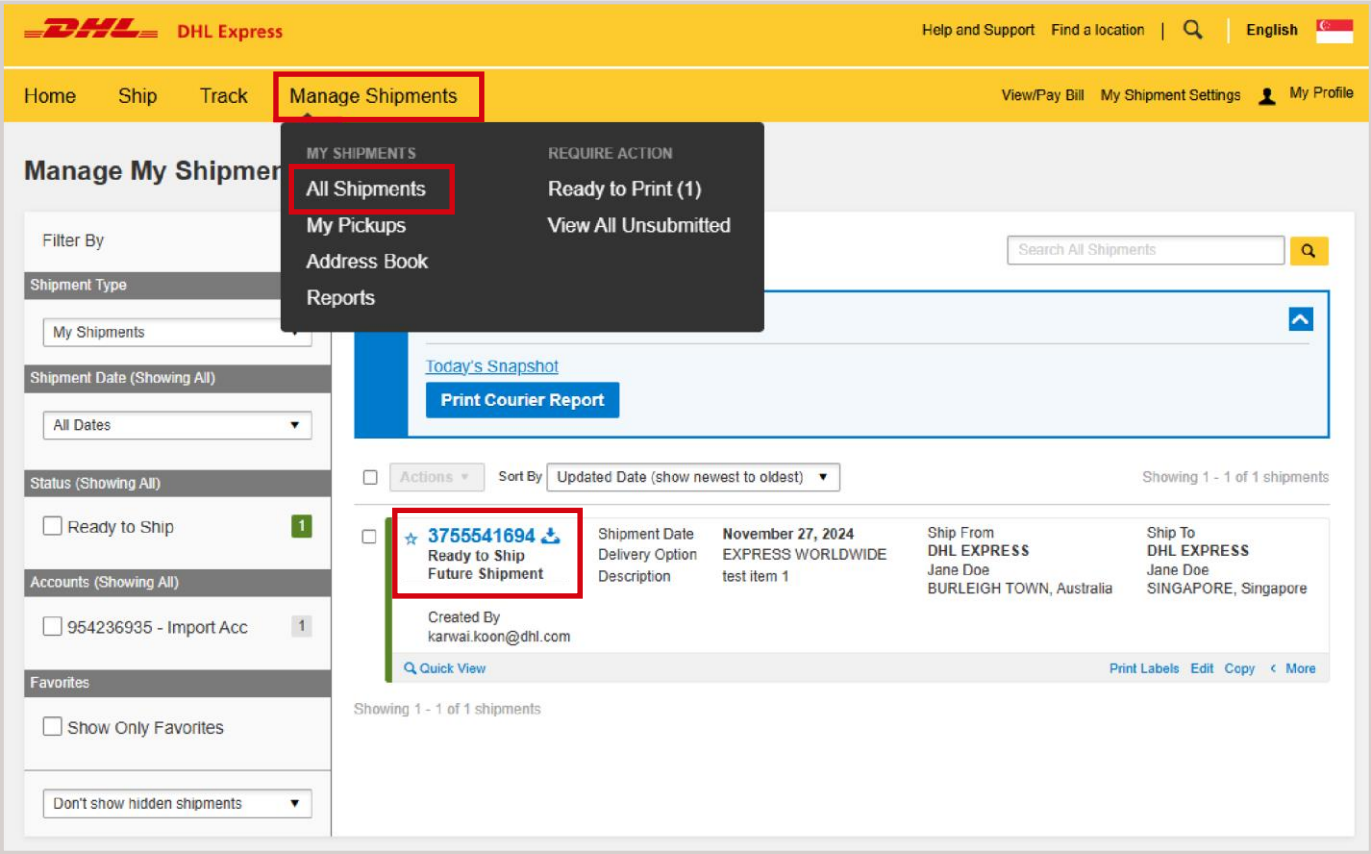 DHL DHL Express
Help and Support Find a location | English
Home Ship Track Manage Shipments
View/Pay Bill My Shipment Settings My Profile
Manage My Shipmen
MY SHIPMENTS
All Shipments
My Pickups
Address Book
Reports
REQUIRE ACTION
Ready to Print (1)
View All Unsubmitted
Filter By
Shipment Type
My Shipments
Shipment Date (Showing All)
All Dates
Status (Showing All)
Ready to Ship 1
Accounts (Showing All)
954236935 - Import Acc 1
Favorites
Show Only Favorites
Don't show hidden shipments
Search All Shipments
Today's Snapshot
Print Courier Report
Actions Sort By Updated Date (show newest to oldest)
Showing 1 - 1 of 1 shipments
3755541694
Ready to Ship
Future Shipment
Created By
karwai.koon@dhl.com
Shipment Date November 27, 2024
Delivery Option EXPRESS WORLDWIDE
Description test item 1
Ship From
DHL EXPRESS
Jane Doe
BURLEIGH TOWN, Australia
Ship To
DHL EXPRESS
Jane Doe
SINGAPORE, Singapore
Quick View
Print Labels Edit Copy < More
Showing 1 - 1 of 1 shipments